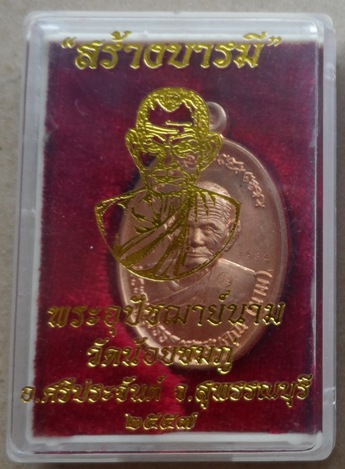 “สร้างบารมี”
พระอุปัชฌาย์นาม
วัดน้อยชมภู่
อ.ศรีประจันต์ จ.สุพรรณบุรี
๒๕๕๗